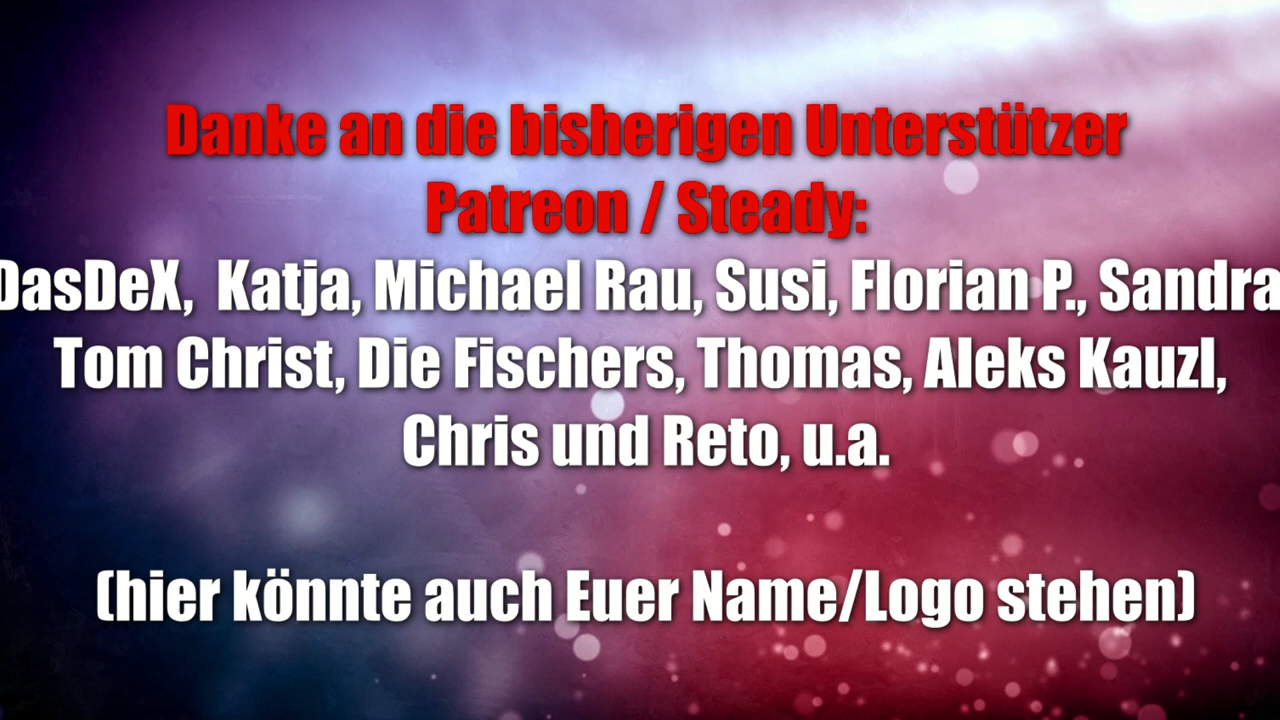 Danke an die bisherigen Unterstützer
Patreon / Steady:
DasDeX,  Katja, Michael Rau, Susi, Florian P., Sandra
Tom Christ, Die Fischers, Thomas, Aleks Kauzl,
Chris und Reto, u.a.
(hier könnte auch Euer Name/Logo stehen)